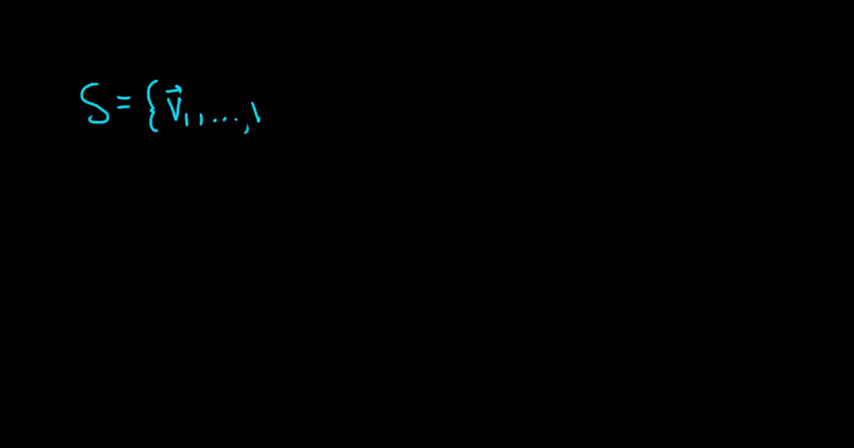 S = { v⃗₁, ..., \